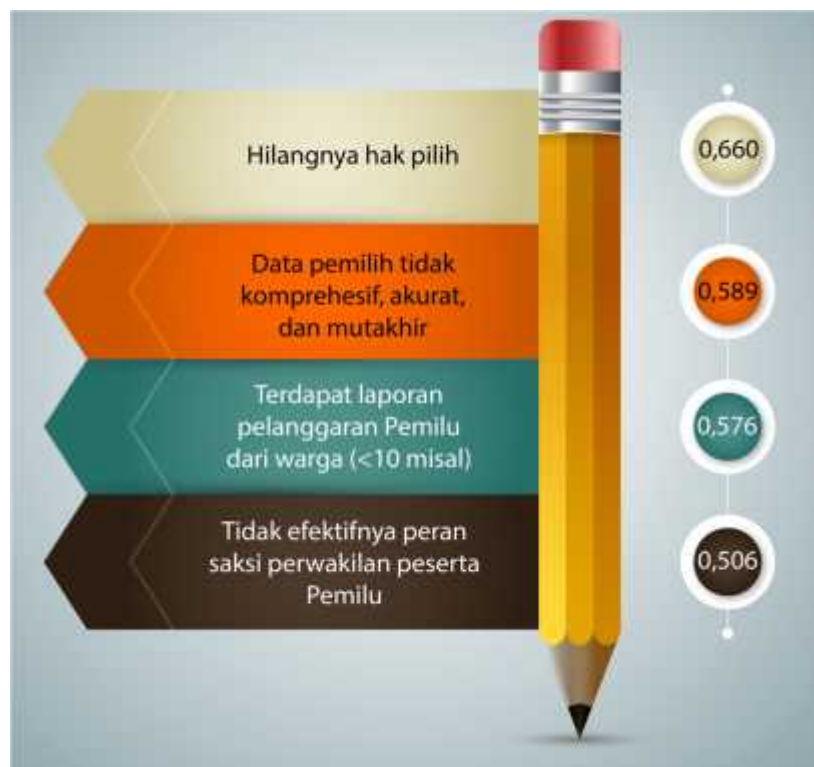 Hilangnya hak pilih
0,660
Data pemilih tidak
komprehesif, akurat,
dan mutakhir
0,589
Terdapat laporan
pelanggaran Pemilu
dari warga (<10 misal)
0,576
Tidak efektifnya peran
saksi perwakilan peserta
Pemilu
0,506